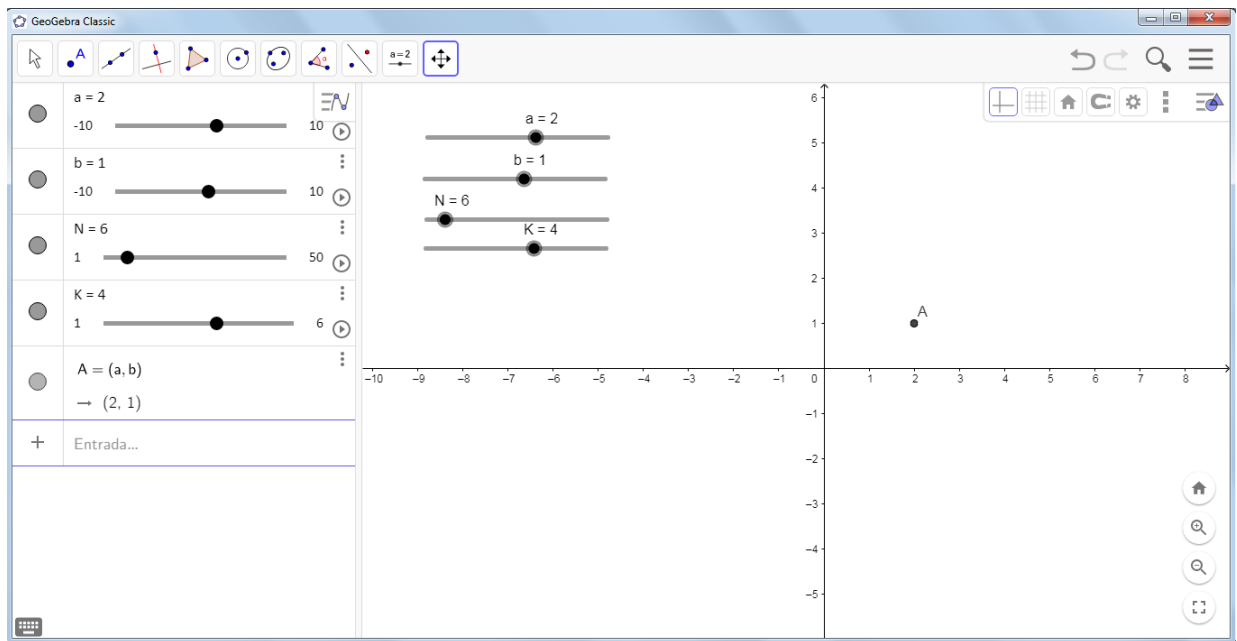 GeoGebra Classic
A
a=2
a = 2
-10
10
b = 1
-10
10
N = 6
1
50
K = 4
1
6
A = (a, b)
→ (2, 1)
+ Entrada...
a = 2
b = 1
N = 6
K = 4
A
6
5
4
3
2
1
–10 –9 –8 –7 –6 –5 –4 –3 –2 –1 0 1 2 3 4 5 6 7 8
–1
–2
–3
–4
–5